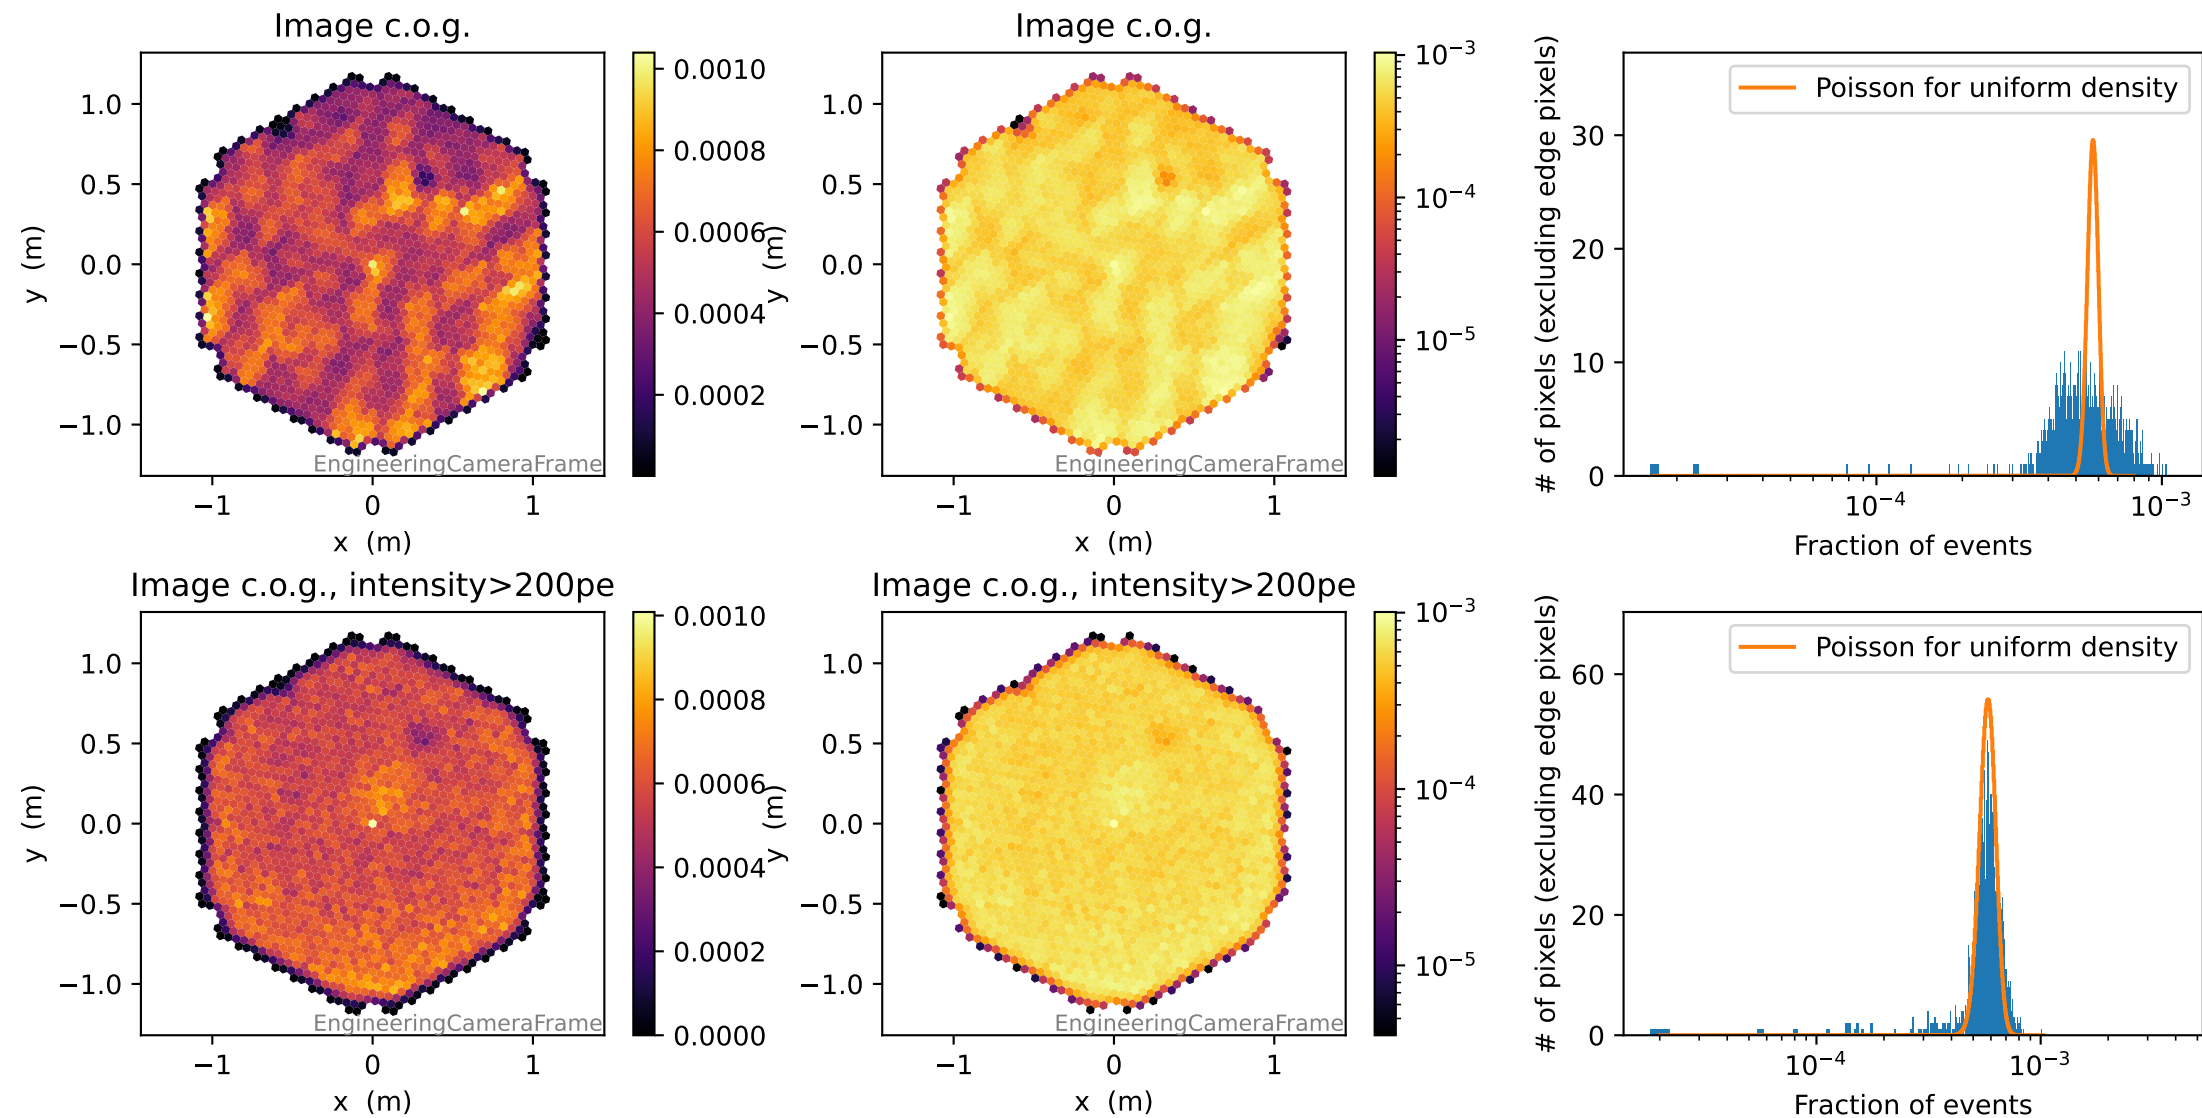 Image c.o.g.
1.0
0.5
0.0
−0.5
−1.0
−1
0
1
y (m)
x (m)
EngineeringCameraFrame
0.0010
0.0008
0.0006
0.0004
0.0002
Image c.o.g.
1.0
0.5
0.0
−0.5
−1.0
−1
0
1
y (m)
x (m)
EngineeringCameraFrame
10−3
10−4
10−5
# of pixels (excluding edge pixels)
30
20
10
0
Poisson for uniform density
10−4
10−3
Fraction of events
Image c.o.g., intensity>200pe
1.0
0.5
0.0
−0.5
−1.0
−1
0
1
y (m)
x (m)
EngineeringCameraFrame
0.0010
0.0008
0.0006
0.0004
0.0002
0.0000
Image c.o.g., intensity>200pe
1.0
0.5
0.0
−0.5
−1.0
−1
0
1
y (m)
x (m)
EngineeringCameraFrame
10−3
10−4
10−5
# of pixels (excluding edge pixels)
60
40
20
0
Poisson for uniform density
10−4
10−3
Fraction of events